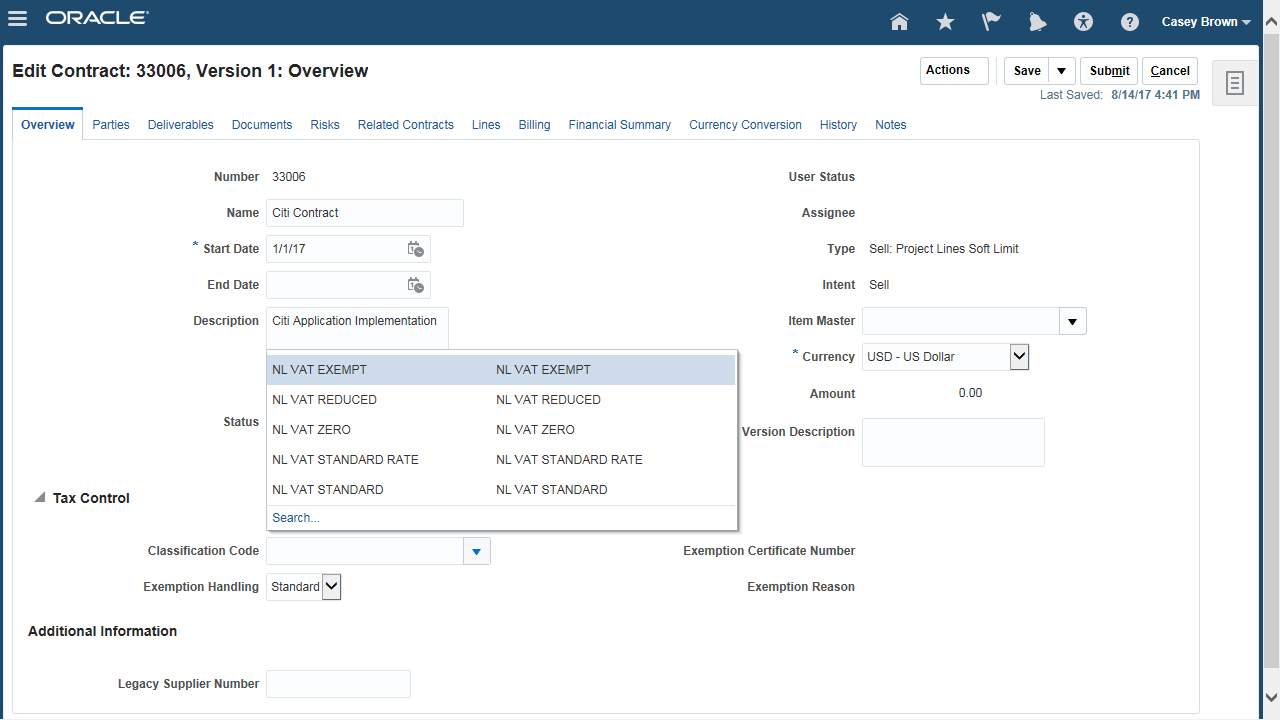 ORACLE
Casey Brown
Edit Contract: 33006, Version 1: Overview
Actions
Save
Submit
Cancel
Last Saved: 8/14/17 4:41 PM
Overview Parties Deliverables Documents Risks Related Contracts Lines Billing Financial Summary Currency Conversion History Notes
Number 33006
User Status
Name Citi Contract
Assignee
* Start Date 1/1/17
Type Sell: Project Lines Soft Limit
End Date
Intent Sell
Description Citi Application Implementation
Item Master
* Currency USD - US Dollar
NL VAT EXEMPT NL VAT EXEMPT
Amount 0.00
NL VAT REDUCED NL VAT REDUCED
Status
NL VAT ZERO NL VAT ZERO
Version Description
NL VAT STANDARD RATE NL VAT STANDARD RATE
NL VAT STANDARD NL VAT STANDARD
Tax Control
Search...
Classification Code
Exemption Certificate Number
Exemption Handling Standard
Exemption Reason
Additional Information
Legacy Supplier Number